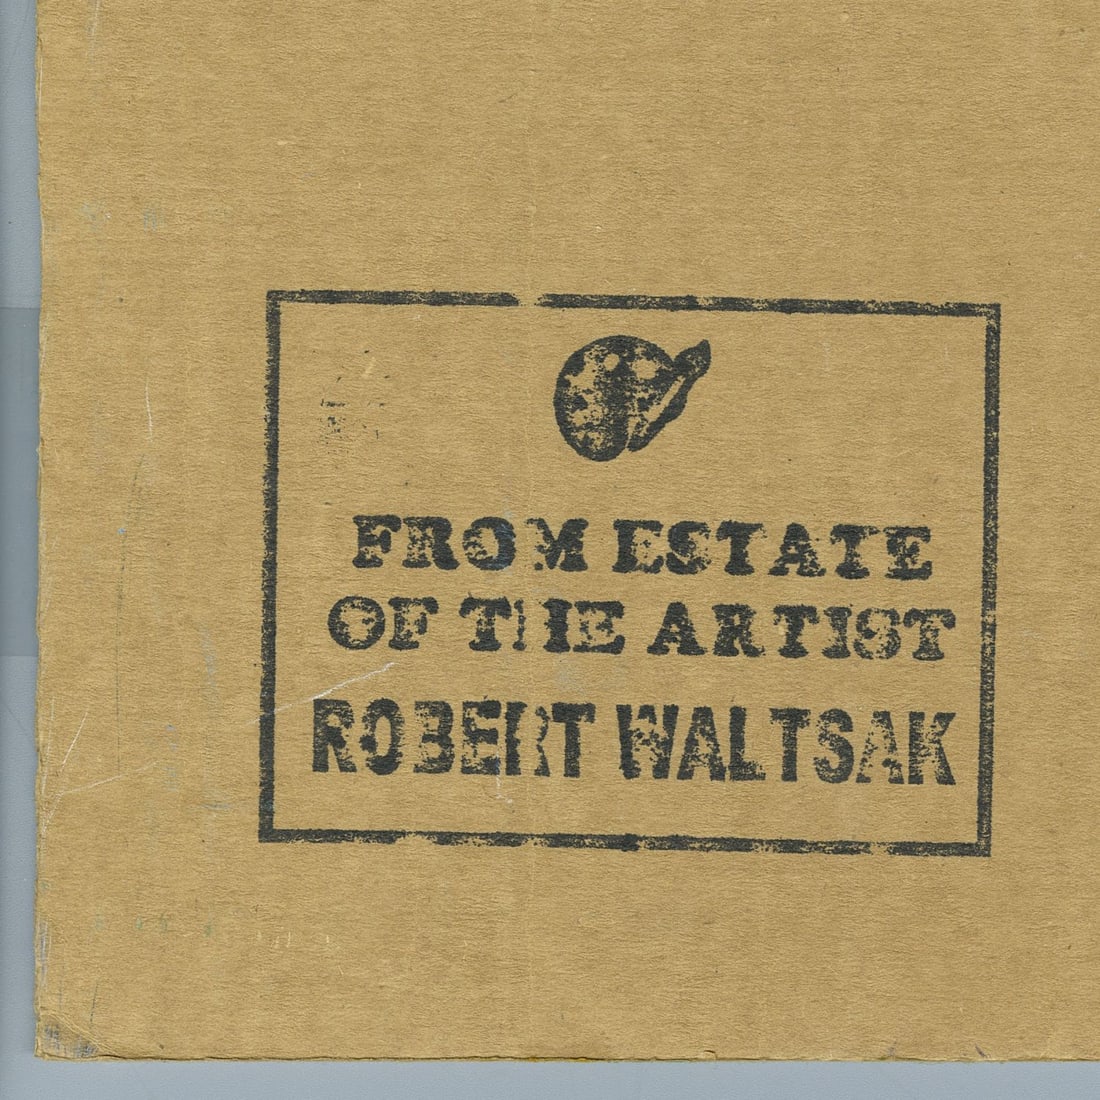 FROM ESTATE
OF THE ARTIST
ROBERT WALTSAK